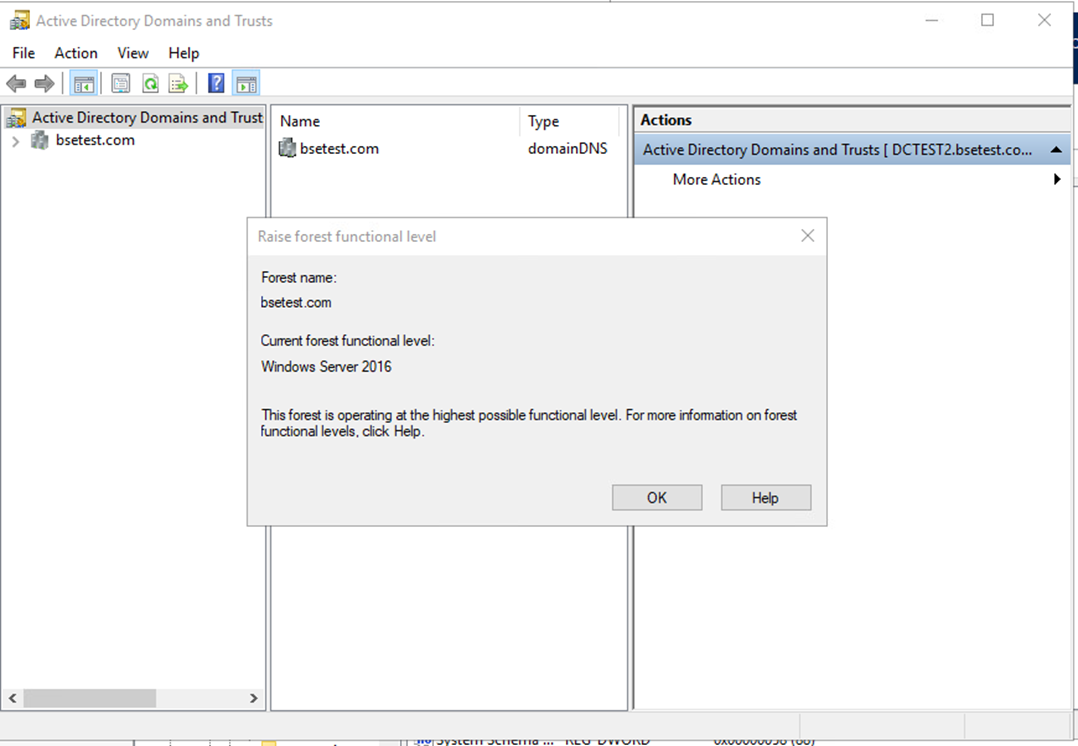 Active Directory Domains and Trusts
File Action View Help
Active Directory Domains and Trust
bsetest.com
Name Type
bsetest.com domainDNS
Actions
Active Directory Domains and Trusts [ DCTEST2.bsetest.co...
More Actions
Raise forest functional level
Forest name:
bsetest.com
Current forest functional level:
Windows Server 2016
This forest is operating at the highest possible functional level. For more information on forest
functional levels, click Help.
OK Help
System Schema ... REG_DWORD